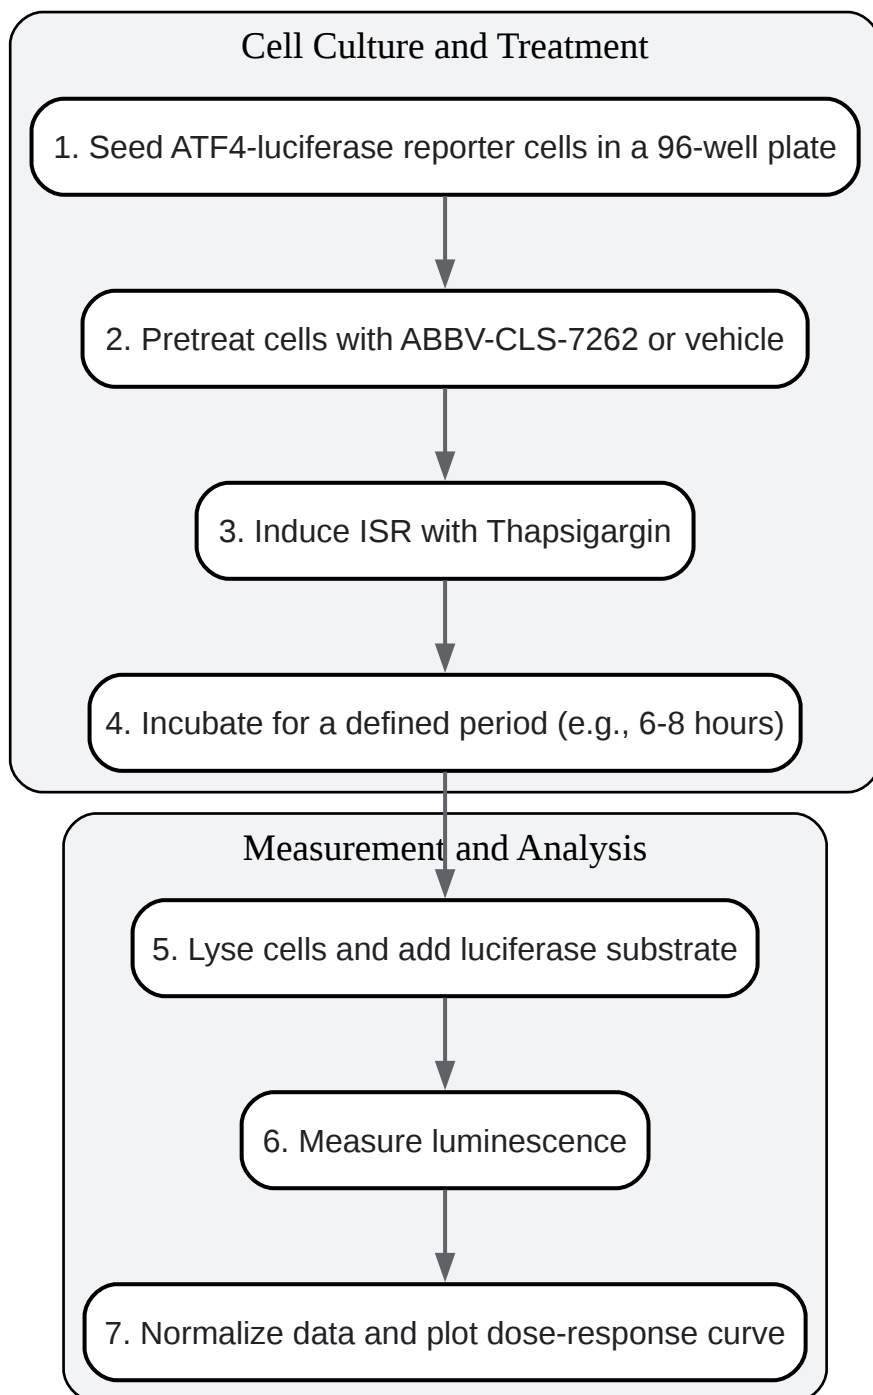 Cell Culture and Treatment
1. Seed ATF4-luciferase reporter cells in a 96-well plate
2. Pretreat cells with ABBV-CLS-7262 or vehicle
3. Induce ISR with Thapsigargin
4. Incubate for a defined period (e.g., 6-8 hours)
Measurement and Analysis
5. Lyse cells and add luciferase substrate
6. Measure luminescence
7. Normalize data and plot dose-response curve